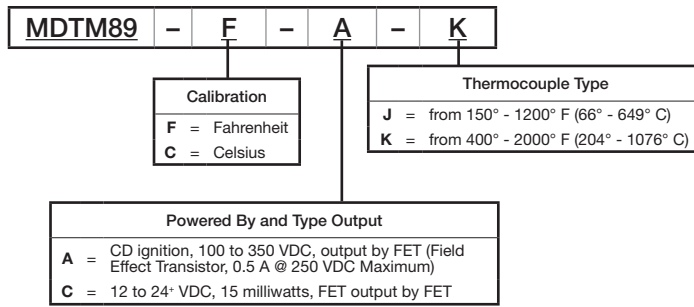 MDTM89 – F – A – K
Calibration
F = Fahrenheit
C = Celsius
Thermocouple Type
J = from 150° - 1200° F (66° - 649° C)
K = from 400° - 2000° F (204° - 1076° C)
Powered By and Type Output
A = CD ignition, 100 to 350 VDC, output by FET (Field
Effect Transistor, 0.5 A @ 250 VDC Maximum)
C = 12 to 24⁺ VDC, 15 milliwatts, FET output by FET